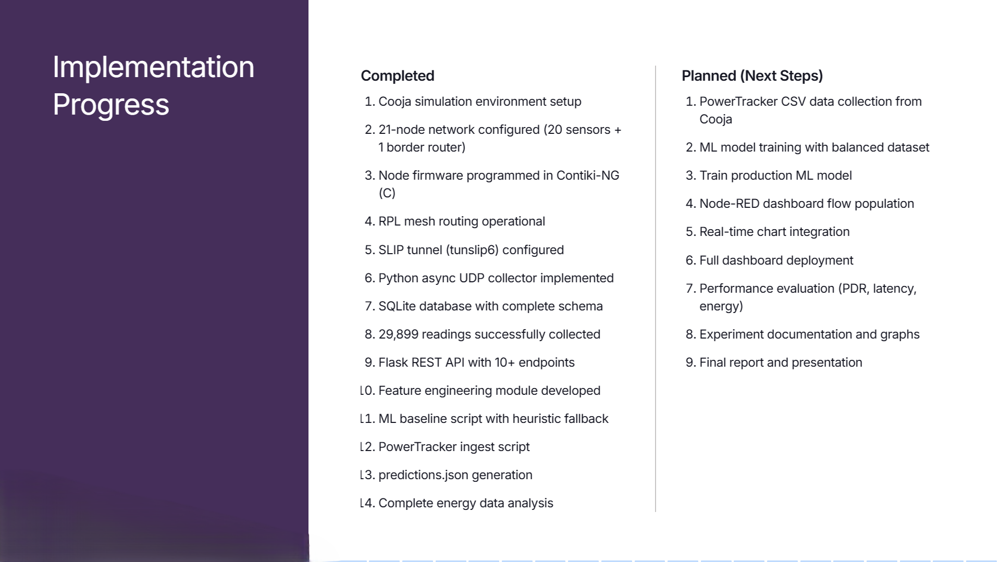 Implementation
Progress
Completed
1. Cooja simulation environment setup
2. 21-node network configured (20 sensors +
1 border router)
3. Node firmware programmed in Contiki-NG
(C)
4. RPL mesh routing operational
5. SLIP tunnel (tunslip6) configured
6. Python async UDP collector implemented
7. SQLite database with complete schema
8. 29,899 readings successfully collected
9. Flask REST API with 10+ endpoints
10. Feature engineering module developed
11. ML baseline script with heuristic fallback
12. PowerTracker ingest script
13. predictions.json generation
14. Complete energy data analysis
Planned (Next Steps)
1. PowerTracker CSV data collection from
Cooja
2. ML model training with balanced dataset
3. Train production ML model
4. Node-RED dashboard flow population
5. Real-time chart integration
6. Full dashboard deployment
7. Performance evaluation (PDR, latency,
energy)
8. Experiment documentation and graphs
9. Final report and presentation